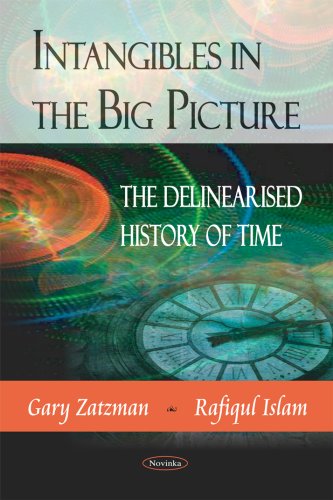 INTANGIBLES IN
THE BIG PICTURE
THE DELINEARISED
HISTORY OF TIME
Gary Zatzman Rafiqul Islam
Novinka